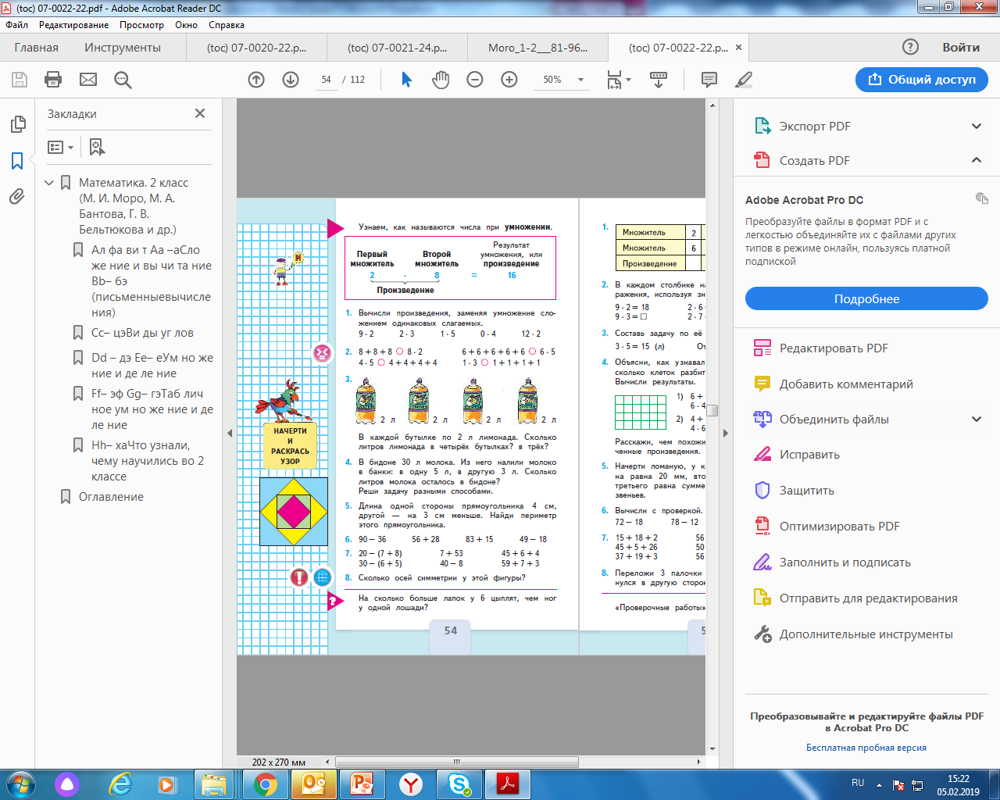 (toc) 07-0022-22.pdf - Adobe Acrobat Reader DC
Файл Редактирование Просмотр Окно Справка
Главная Инструменты (toc) 07-0020-22.p... (toc) 07-0021-24.p... Moro_1-2___81-96... (toc) 07-0022-22.p... × ? Войти
54 / 112 50% Общий доступ
Закладки
Математика. 2 класс
(М. И. Моро, М. А.
Бантова, Г. В.
Бельтюкова и др.)
Ал фа ви т Aa –аСло
же ние и вы чи та ние
Bb– бэ
(письменныевычисле
ния)
Cc– цэВи ды уг лов
Dd – дэ Ee– еУм но же
ние и де ле ние
Ff– эф Gg– гэТаб лич
ное ум но же ние и де
ле ние
Hh– хаЧто узнали,
чему научились во 2
классе
Оглавление
Н
НАЧЕРТИ
И
РАСКРАСЬ
УЗОР
Узнаем, как называются числа при умножении.
Первый множитель
Второй множитель
Результат умножения, или произведение
2 · 8 = 16
Произведение
1. Вычисли произведения, заменяя умножение сло-
жением одинаковых слагаемых.
9 · 2 2 · 3 1 · 5 0 · 4 12 · 2
2. 8 + 8 + 8 ○ 8 · 2 6 + 6 + 6 + 6 + 6 ○ 6 · 5
4 · 5 ○ 4 + 4 + 4 + 4 1 · 3 ○ 1 + 1 + 1 + 1
3.
2 л 2 л 2 л 2 л
В каждой бутылке по 2 л лимонада. Сколько
литров лимонада в четырёх бутылках? в трёх?
4. В бидоне 30 л молока. Из него налили молоко
в банки: в одну 5 л, в другую 3 л. Сколько
литров молока осталось в бидоне?
Реши задачу разными способами.
5. Длина одной стороны прямоугольника 4 см,
другой — на 3 см меньше. Найди периметр
этого прямоугольника.
6. 90 − 36 56 + 28 83 + 15 49 − 18
7. 20 − (7 + 8) 7 + 53 45 + 6 + 4
30 − (6 + 5) 40 − 8 59 + 7 + 3
8. Сколько осей симметрии у этой фигуры?
! 
? На сколько больше лапок у 6 цыплят, чем ног
у одной лошади?
54
1. Множитель 2
Множитель 6
Произведение
2. В каждом столбике на
ражения, используя зн
9 · 2 = 18 2 · 6
9 · 3 = □ 2 · 7
3. Составь задачу по её
3 · 5 = 15 (л) От
4. Объясни, как узнавал
сколько клеток разбит
Вычисли результаты.
1) 6 +
6 · 4
2) 4 +
4 · 6
Расскажи, чем похожи
ченные произведения.
5. Начерти ломаную, у к
на равна 20 мм, вто
третьего равна сумме
звеньев.
6. Вычисли с проверкой.
72 − 18 78 − 12
7. 15 + 18 + 2 56
45 + 5 + 26 50
37 + 19 + 3 56
8. Переложи 3 палочки
нулся в другую сторон
«Проверочные работы»
5
202 x 270 мм
Экспорт PDF
Создать PDF
Adobe Acrobat Pro DC
Преобразуйте файлы в формат PDF и с
легкостью объединяйте их с файлами других
типов в режиме онлайн, пользуясь платной
подпиской
Подробнее
Редактировать PDF
Добавить комментарий
Объединить файлы
Исправить
Защитить
Оптимизировать PDF
Заполнить и подписать
Отправить для редактирования
Дополнительные инструменты
Преобразовывайте и редактируйте файлы PDF
в Acrobat Pro DC
Бесплатная пробная версия
RU
15:22
05.02.2019